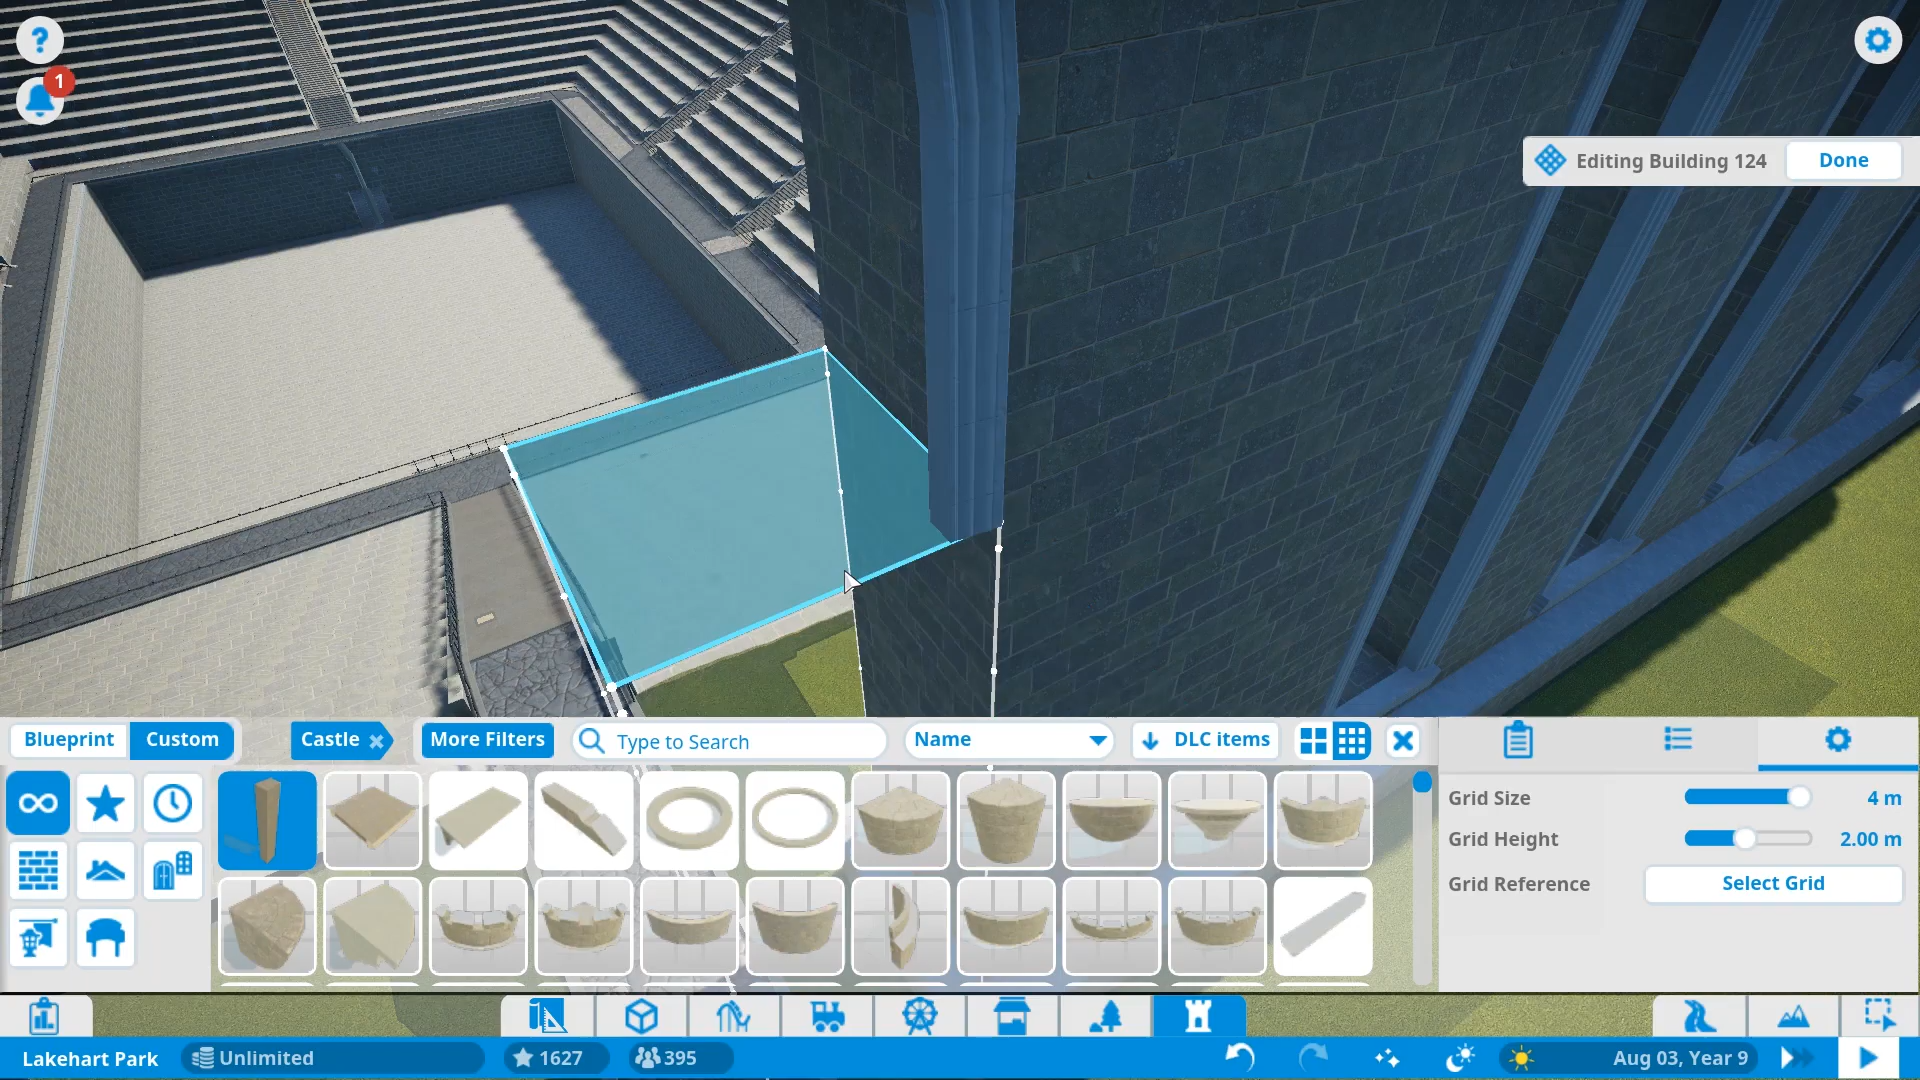 ?
1
Editing Building 124
Done
Blueprint
Custom
Castle
More Filters
Type to Search
Name
DLC items
Grid Size
4 m
Grid Height
2.00 m
Grid Reference
Select Grid
Lakehart Park
Unlimited
1627
395
Aug 03, Year 9